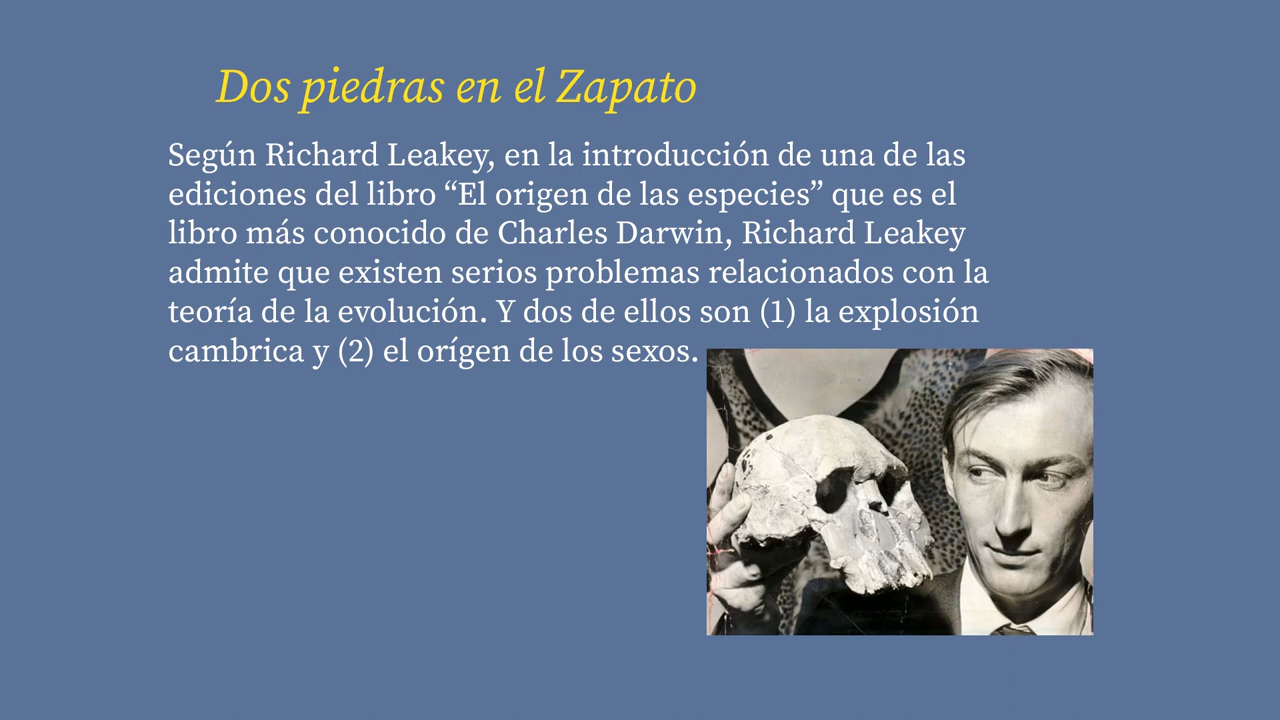 Dos piedras en el Zapato
Según Richard Leakey, en la introducción de una de las
ediciones del libro “El origen de las especies” que es el
libro más conocido de Charles Darwin, Richard Leakey
admite que existen serios problemas relacionados con la
teoría de la evolución. Y dos de ellos son (1) la explosión
cambrica y (2) el orígen de los sexos.